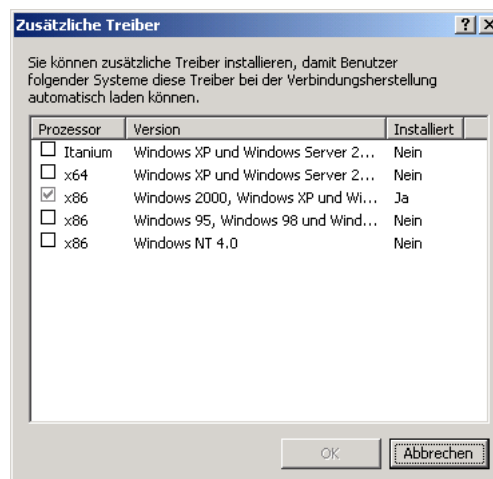 Zusätzliche Treiber
Sie können zusätzliche Treiber installieren, damit Benutzer
folgender Systeme diese Treiber bei der Verbindungsherstellung
automatisch laden können.
Prozessor Version Installiert
Itanium Windows XP und Windows Server 2... Nein
x64 Windows XP und Windows Server 2... Nein
x86 Windows 2000, Windows XP und Wi... Ja
x86 Windows 95, Windows 98 und Wind... Nein
x86 Windows NT 4.0 Nein
OK Abbrechen